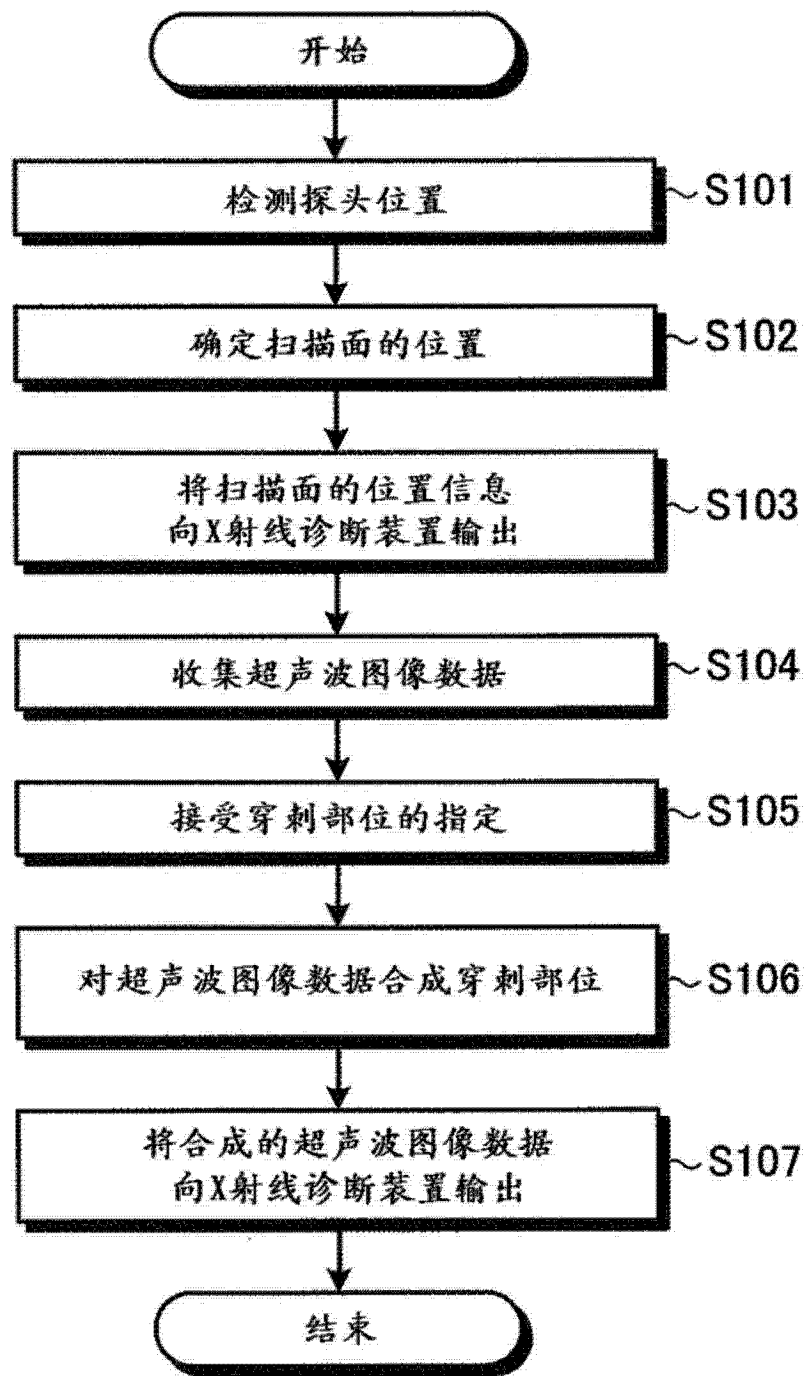 开始
检测探头位置
~S101
确定扫描面的位置
~S102
将扫描面的位置信息
向X射线诊断装置输出
~S103
收集超声波图像数据
~S104
接受穿刺部位的指定
~S105
对超声波图像数据合成穿刺部位
~S106
将合成的超声波图像数据
向X射线诊断装置输出
~S107
结束